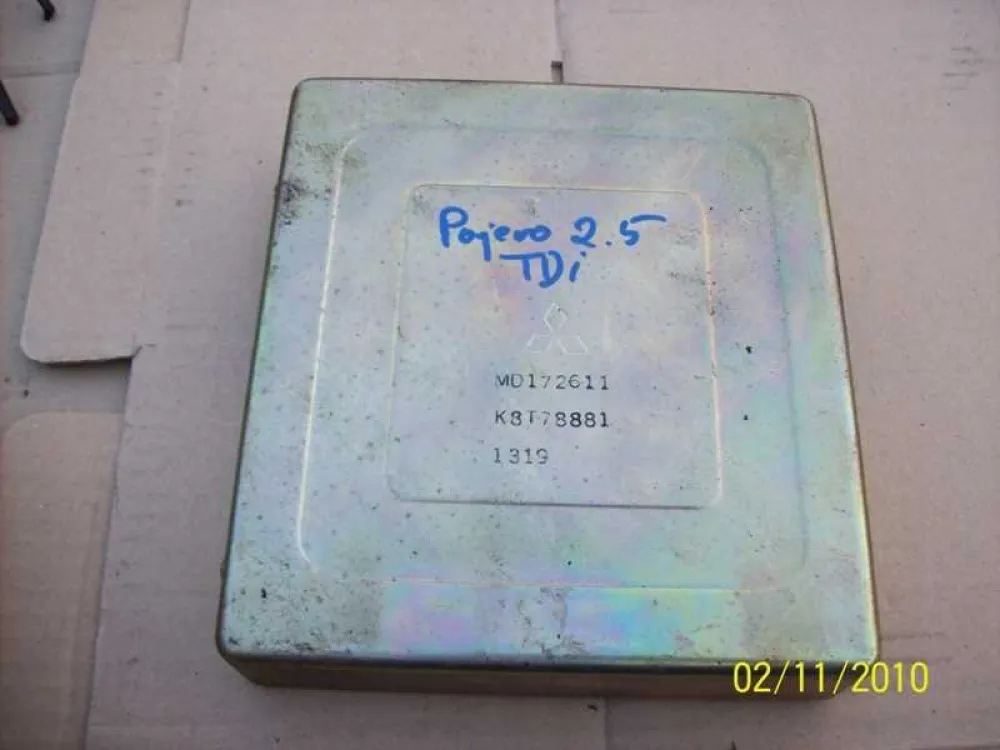 Pajero 2.5
TDi
MD172611
K8T78881
1319
02/11/2010